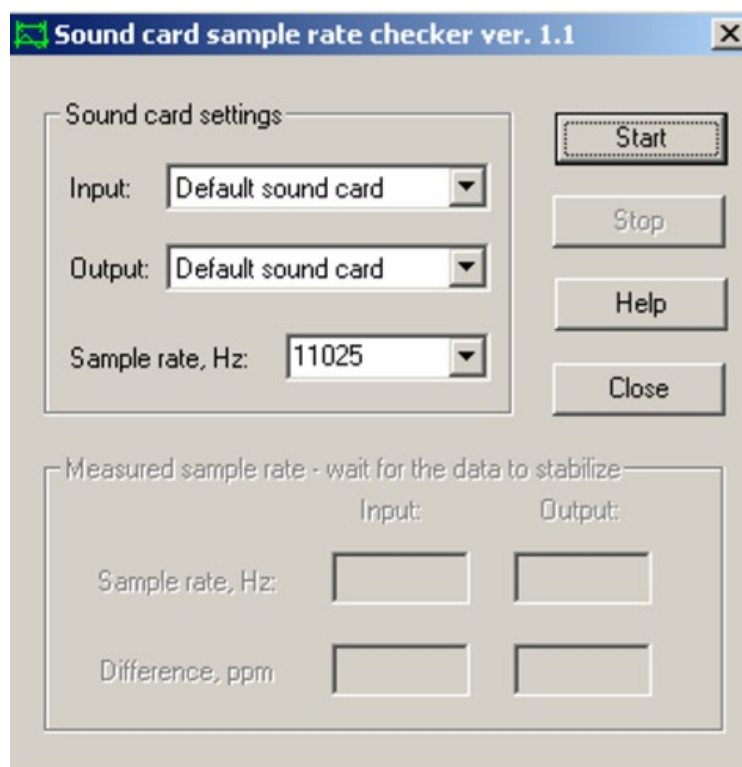 Sound card sample rate checker ver. 1.1
Sound card settings
Input: Default sound card
Output: Default sound card
Sample rate, Hz: 11025
Start
Stop
Help
Close
Measured sample rate - wait for the data to stabilize
Input: Output:
Sample rate, Hz:
Difference, ppm